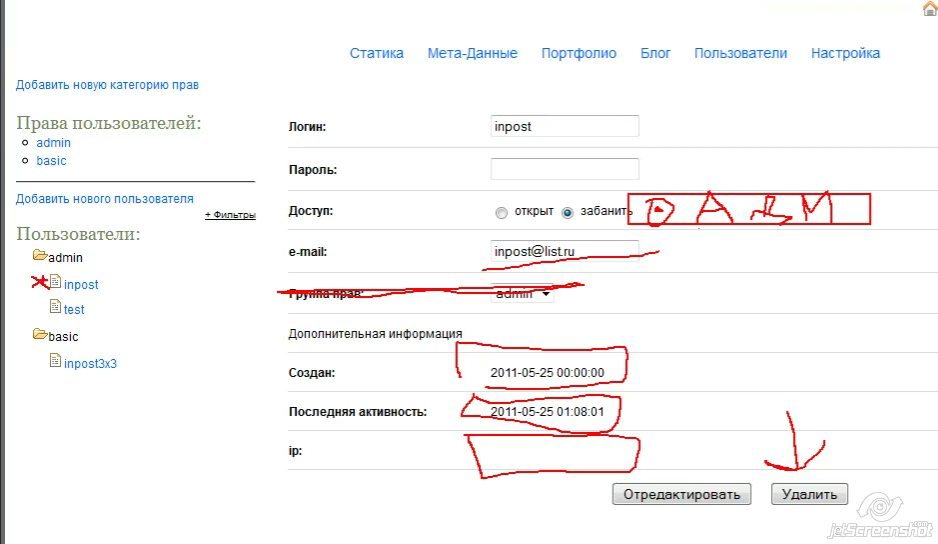 Статика Мета-Данные Портфолио Блог Пользователи Настройка
Добавить новую категорию прав
Права пользователей:
admin
basic
Добавить нового пользователя
+ Фильтры
Пользователи:
admin
inpost
test
basic
inpost3x3
Логин: inpost
Пароль:
Доступ: открыт забанить
e-mail: inpost@list.ru
Группа прав: admin
Дополнительная информация
Создан: 2011-05-25 00:00:00
Последняя активность: 2011-05-25 01:08:01
ip:
Отредактировать Удалить
jetScreenshot.com